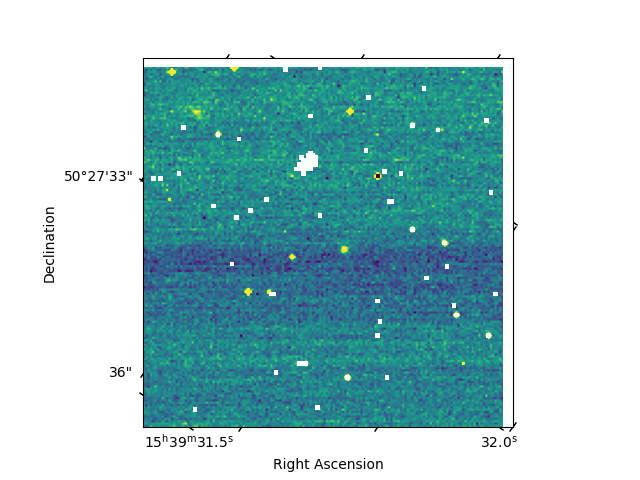 50°27'33"
Declination
36"
15ʰ39ᵐ31.5ˢ
32.0ˢ
Right Ascension